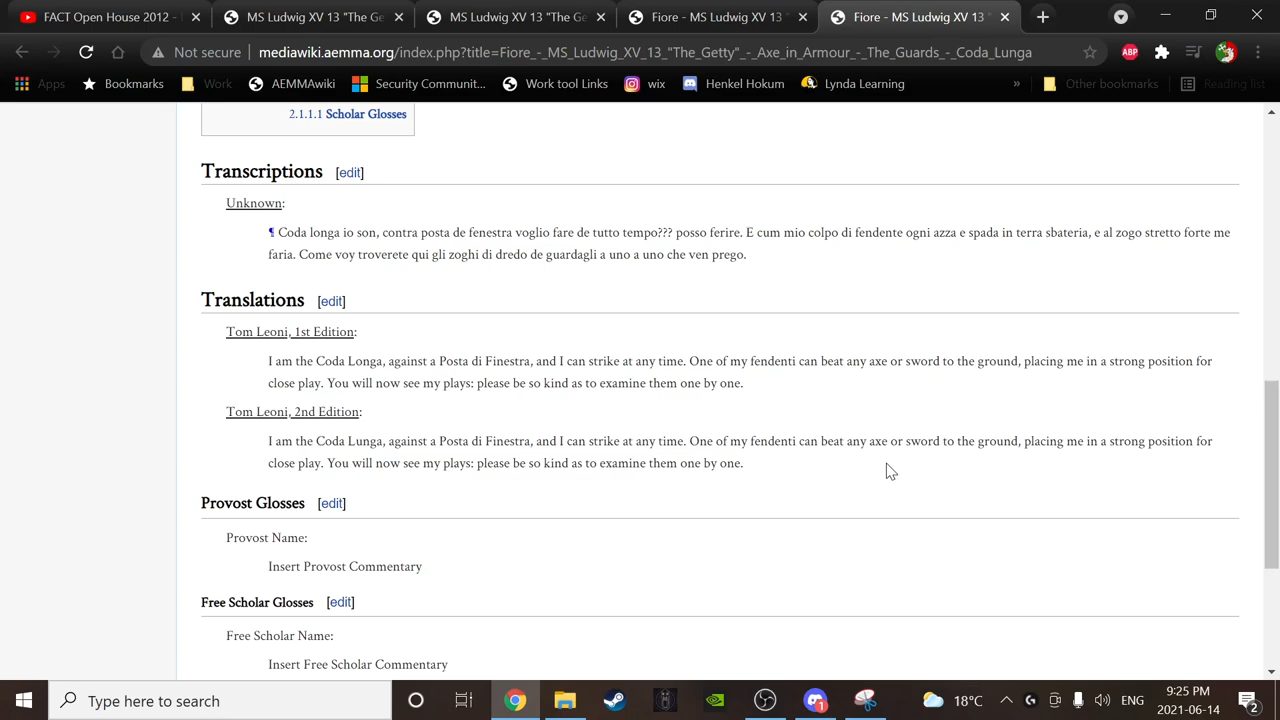 FACT Open House 2012 -
MS Ludwig XV 13 "The Ge
MS Ludwig XV 13 "The Ge
Fiore - MS Ludwig XV 13
Fiore - MS Ludwig XV 13
Not secure
mediawiki.aemma.org/index.php?title=Fiore_-_MS_Ludwig_XV_13_"The_Getty"_-_Axe_in_Armour_-_The_Guards_-_Coda_Lunga
ABP
Apps
Bookmarks
Work
AEMMAwiki
Security Communit...
Work tool Links
wix
Henkel Hokum
Lynda Learning
»
Other bookmarks
Reading list
2.1.1.1 Scholar Glosses
Transcriptions [edit]
Unknown:
¶ Coda longa io son, contra posta de fenestra voglio fare de tutto tempo??? posso ferire. E cum mio colpo di fendente ogni azza e spada in terra sbateria, e al zogo stretto forte me
faria. Come voy troverete qui gli zoghi di dredo de guardagli a uno a uno che ven prego.
Translations [edit]
Tom Leoni, 1st Edition:
I am the Coda Longa, against a Posta di Finestra, and I can strike at any time. One of my fendenti can beat any axe or sword to the ground, placing me in a strong position for
close play. You will now see my plays: please be so kind as to examine them one by one.
Tom Leoni, 2nd Edition:
I am the Coda Lunga, against a Posta di Finestra, and I can strike at any time. One of my fendenti can beat any axe or sword to the ground, placing me in a strong position for
close play. You will now see my plays: please be so kind as to examine them one by one.
Provost Glosses [edit]
Provost Name:
Insert Provost Commentary
Free Scholar Glosses [edit]
Free Scholar Name:
Insert Free Scholar Commentary
Type here to search
1
18°C
ENG
9:25 PM
2021-06-14
2